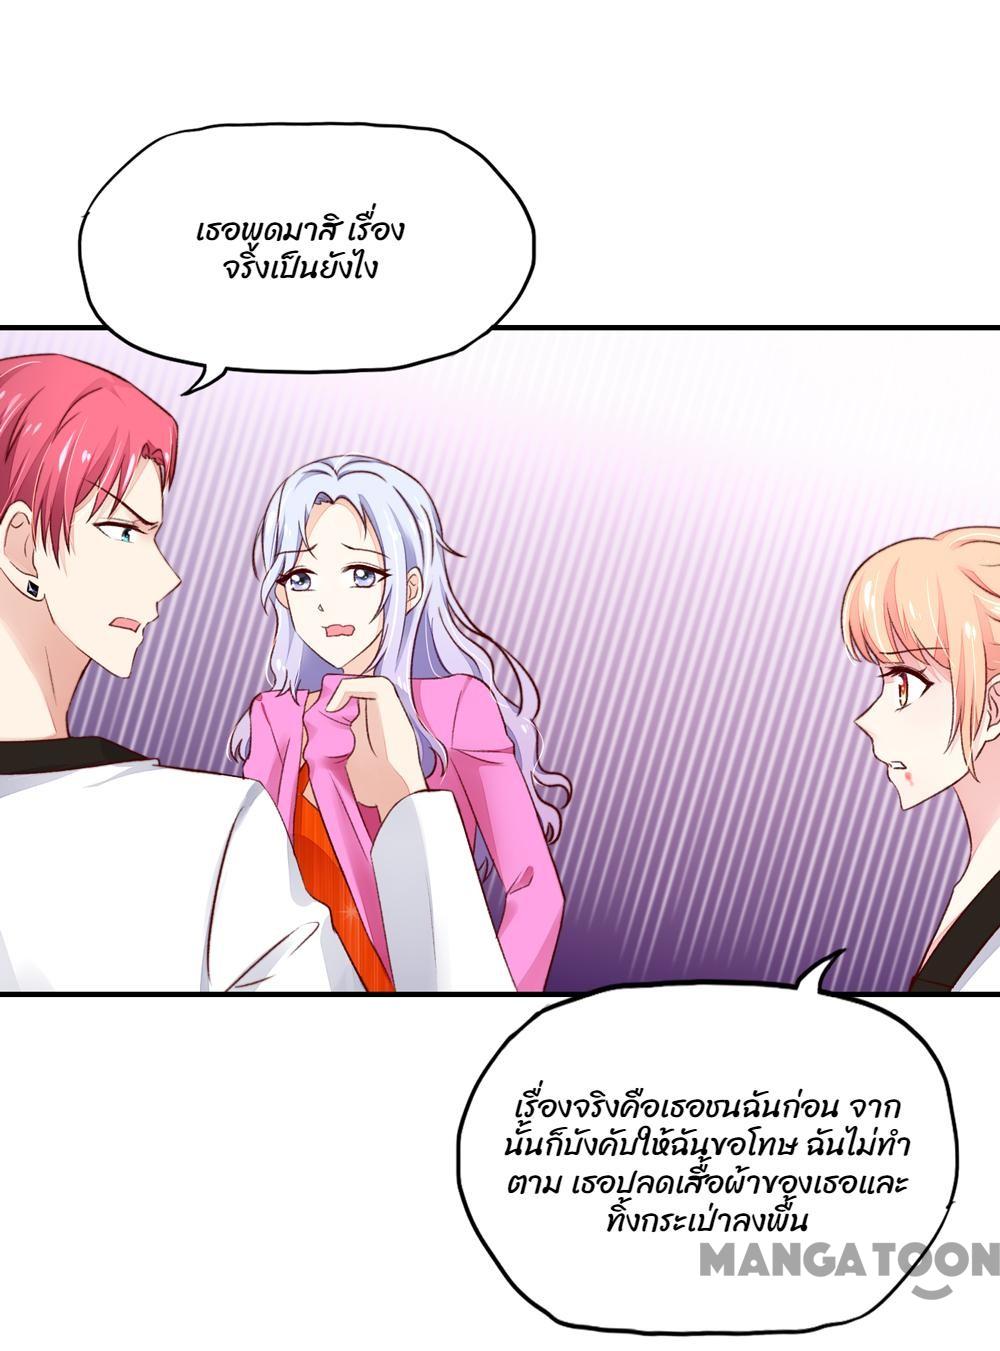 เธอพูดมาสิ เรื่อง
จริงเป็นยังไง
เรื่องจริงคือเธอชนฉันก่อน จาก
นั้นก็บังคับให้ฉันขอโทษ ฉันไม่ทำ
ตาม เธอปลดเสื้อผ้าของเธอและ
ทิ้งกระเป๋าลงพื้น
MANGATOON